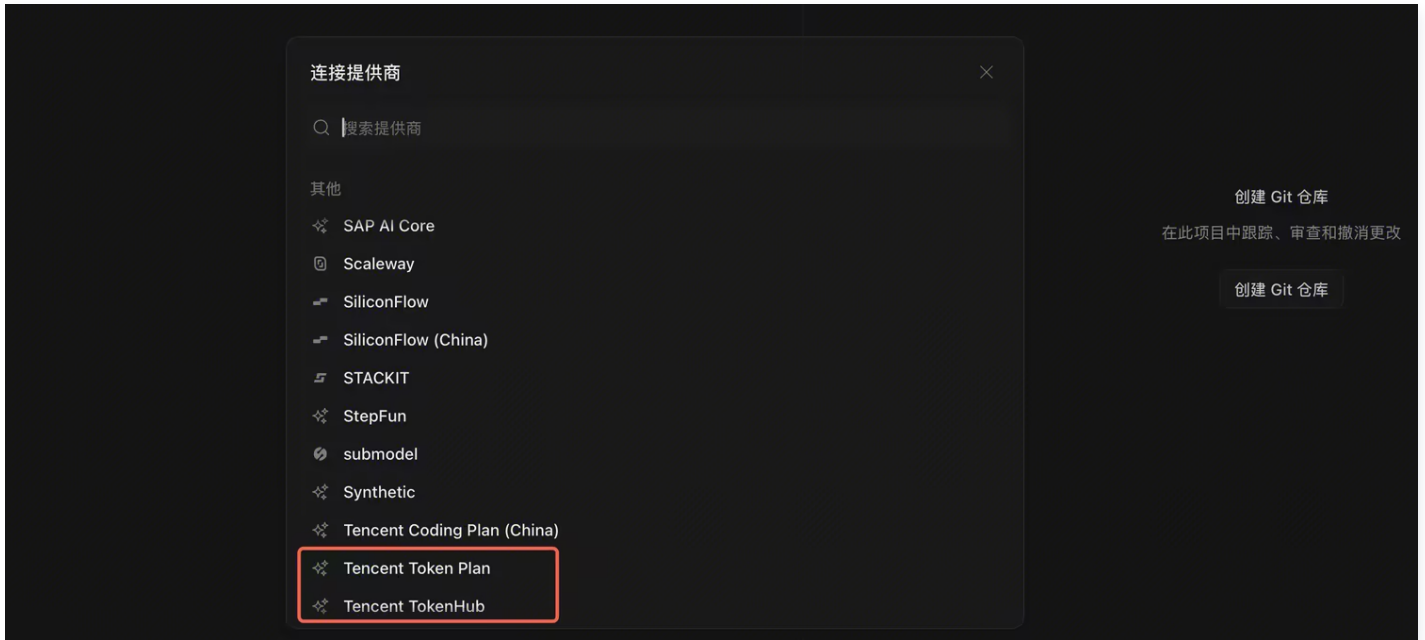 连接提供商
搜索提供商
其他
SAP AI Core
Scaleway
SiliconFlow
SiliconFlow (China)
STACKIT
StepFun
submodel
Synthetic
Tencent Coding Plan (China)
Tencent Token Plan
Tencent TokenHub
创建 Git 仓库
在此项目中跟踪、审查和撤消更改
创建 Git 仓库